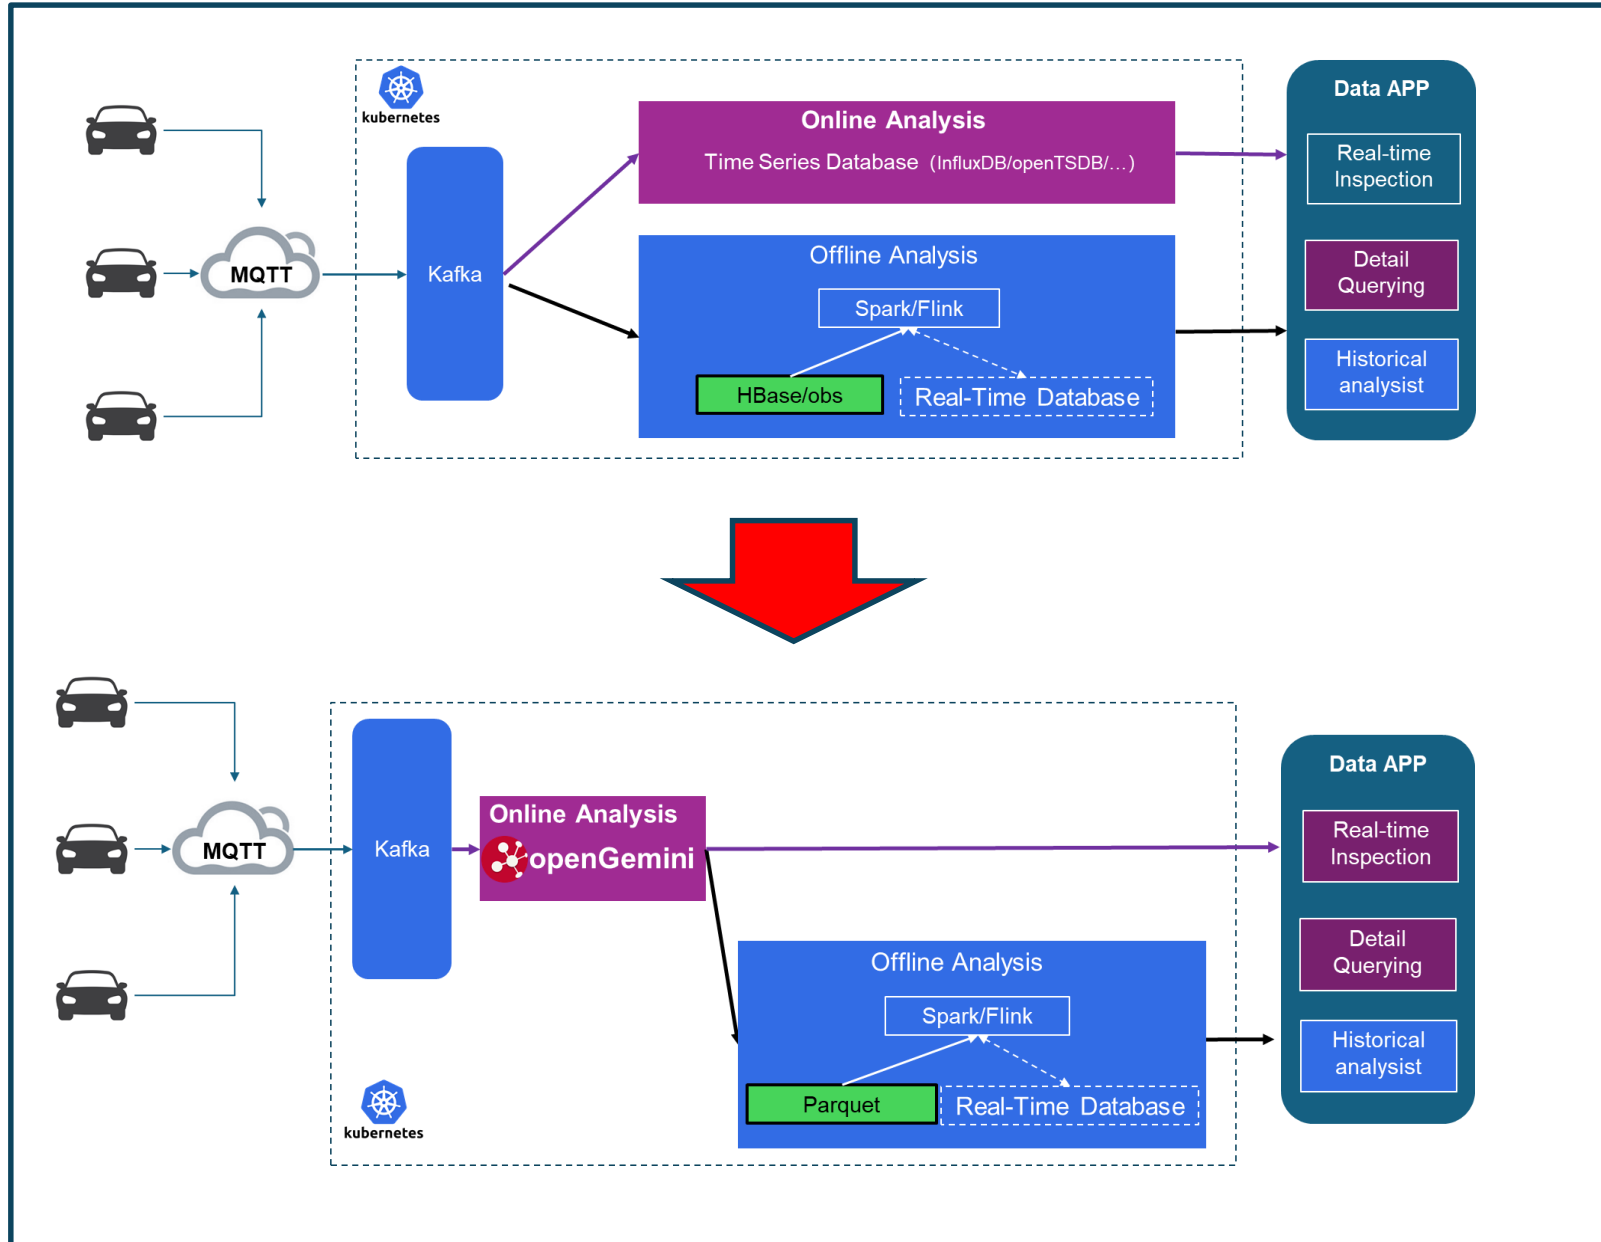 kubernetes
MQTT
Kafka
Online Analysis
Time Series Database (InfluxDB/openTSDB/...)
Offline Analysis
Spark/Flink
HBase/obs
Real-Time Database
Data APP
Real-time
Inspection
Detail
Querying
Historical
analysist
MQTT
Kafka
Online Analysis
openGemini
Offline Analysis
Spark/Flink
Parquet
Real-Time Database
kubernetes
Data APP
Real-time
Inspection
Detail
Querying
Historical
analysist